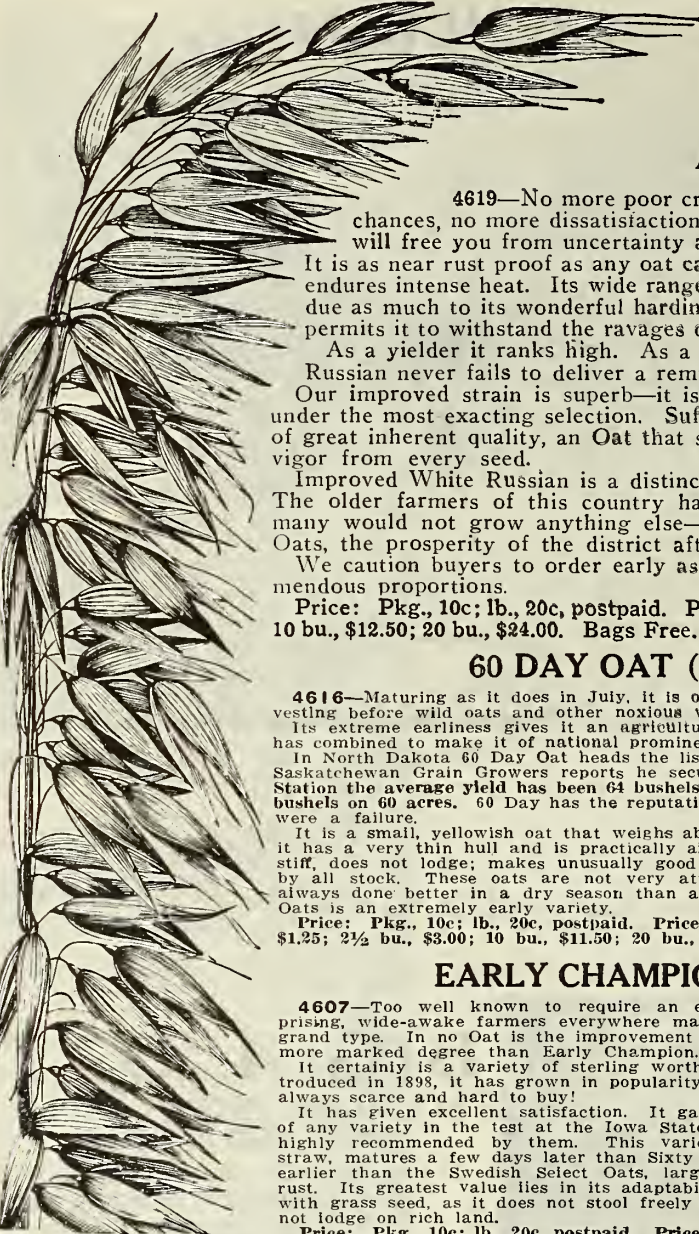 4619—No more poor cr
chances, no more dissatisfaction
will free you from uncertainty a
It is as near rust proof as any oat ca
endures intense heat. Its wide range
due as much to its wonderful hardin
permits it to withstand the ravages
As a yielder it ranks high. As a
Russian never fails to deliver a rem
Our improved strain is superb—it is
under the most exacting selection. Suf
of great inherent quality, an Oat that s
vigor from every seed.
Improved White Russian is a distinc
The older farmers of this country ha
many would not grow anything else—
Oats, the prosperity of the district aft
We caution buyers to order early as
mendous proportions.
Price: Pkg., 10c; lb., 20c, postpaid. P
10 bu., $12.50; 20 bu., $24.00. Bags Free.
60 DAY OAT (
4616—Maturing as it does in July, it is o
vesting before wild oats and other noxious
Its extreme earliness gives it an agricultu
has combined to make it of national promine
In North Dakota 60 Day Oat heads the lis
Saskatchewan Grain Growers reports he sec
Station the average yield has been 64 bushels
bushels on 60 acres. 60 Day has the reputati
were a failure.
It is a small, yellowish oat that weighs ab
it has a very thin hull and is practically a
stiff, does not lodge; makes unusually good
by all stock. These oats are not very at
always done better in a dry season than a
Oats is an extremely early variety.
Price: Pkg., 10c; lb., 20c, postpaid. Price
$1.25; 2½ bu., $3.00; 10 bu., $11.50; 20 bu.,
EARLY CHAMPI
4607—Too well known to require an e
prising, wide-awake farmers everywhere ma
grand type. In no Oat is the improvement
more marked degree than Early Champion.
It certainly is a variety of sterling worth
troduced in 1898, it has grown in popularity
always scarce and hard to buy!
It has given excellent satisfaction. It ga
of any variety in the test at the Iowa State
highly recommended by them. This vari
straw, matures a few days later than Sixty
earlier than the Swedish Select Oats, larg
rust. Its greatest value lies in its adaptabi
with grass seed, as it does not stool freely
not lodge on rich land.
Price: Pkg., 10c; lb., 20c, postpaid. Price